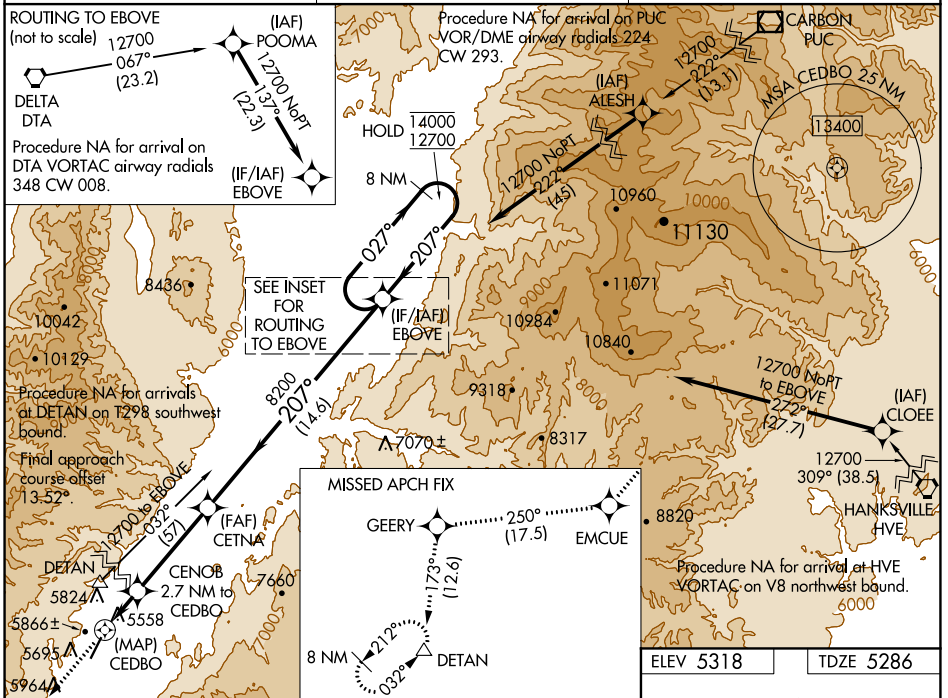 ROUTING TO EBOVE
(not to scale)
12700
067°
(23.2)
(IAF)
POOMA
12700 NoPT
137°
(22.3)
DELTA
DTA
Procedure NA for arrival on
DTA VORTAC airway radials
348 CW 008.
(IF/IAF)
EBOVE
Procedure NA for arrival on PUC
VOR/DME airway radials 224
CW 293.
CARBON
PUC
12700
222°
(13.1)
(IAF)
ALESH
MSA CEDBO 25 NM
13400
HOLD
14000
12700
8 NM
12700 NoPT
222°
(45)
027°
207°
10960
10000
11130
6000
8436
8000
10042
10129
SEE INSET
FOR
ROUTING
TO EBOVE
(IF/IAF)
EBOVE
11071
9000
10984
10840
8000
9318
12700 NoPT
to EBOVE
272°
(27.7)
(IAF)
CLOEE
Procedure NA for arrivals
at DETAN on T298 southwest
bound.
8200
207°
(14.6)
7070±
8317
12700
309° (38.5)
HANKSVILLE
HVE
Final approach
course offset
13.52°.
12700 to EBOVE
032°
(57)
(FAF)
CETNA
MISSED APCH FIX
GEERY
250°
(17.5)
EMCUE
173°
(12.6)
8820
6000
Procedure NA for arrival at HVE
VORTAC on V8 northwest bound.
6000
DETAN
5824
CENOB
2.7 NM to
CEDBO
7660
5866±
5558
5695
(MAP)
CEDBO
5964
7000
8000
212°
8 NM
032°
DETAN
ELEV 5318
TDZE 5286